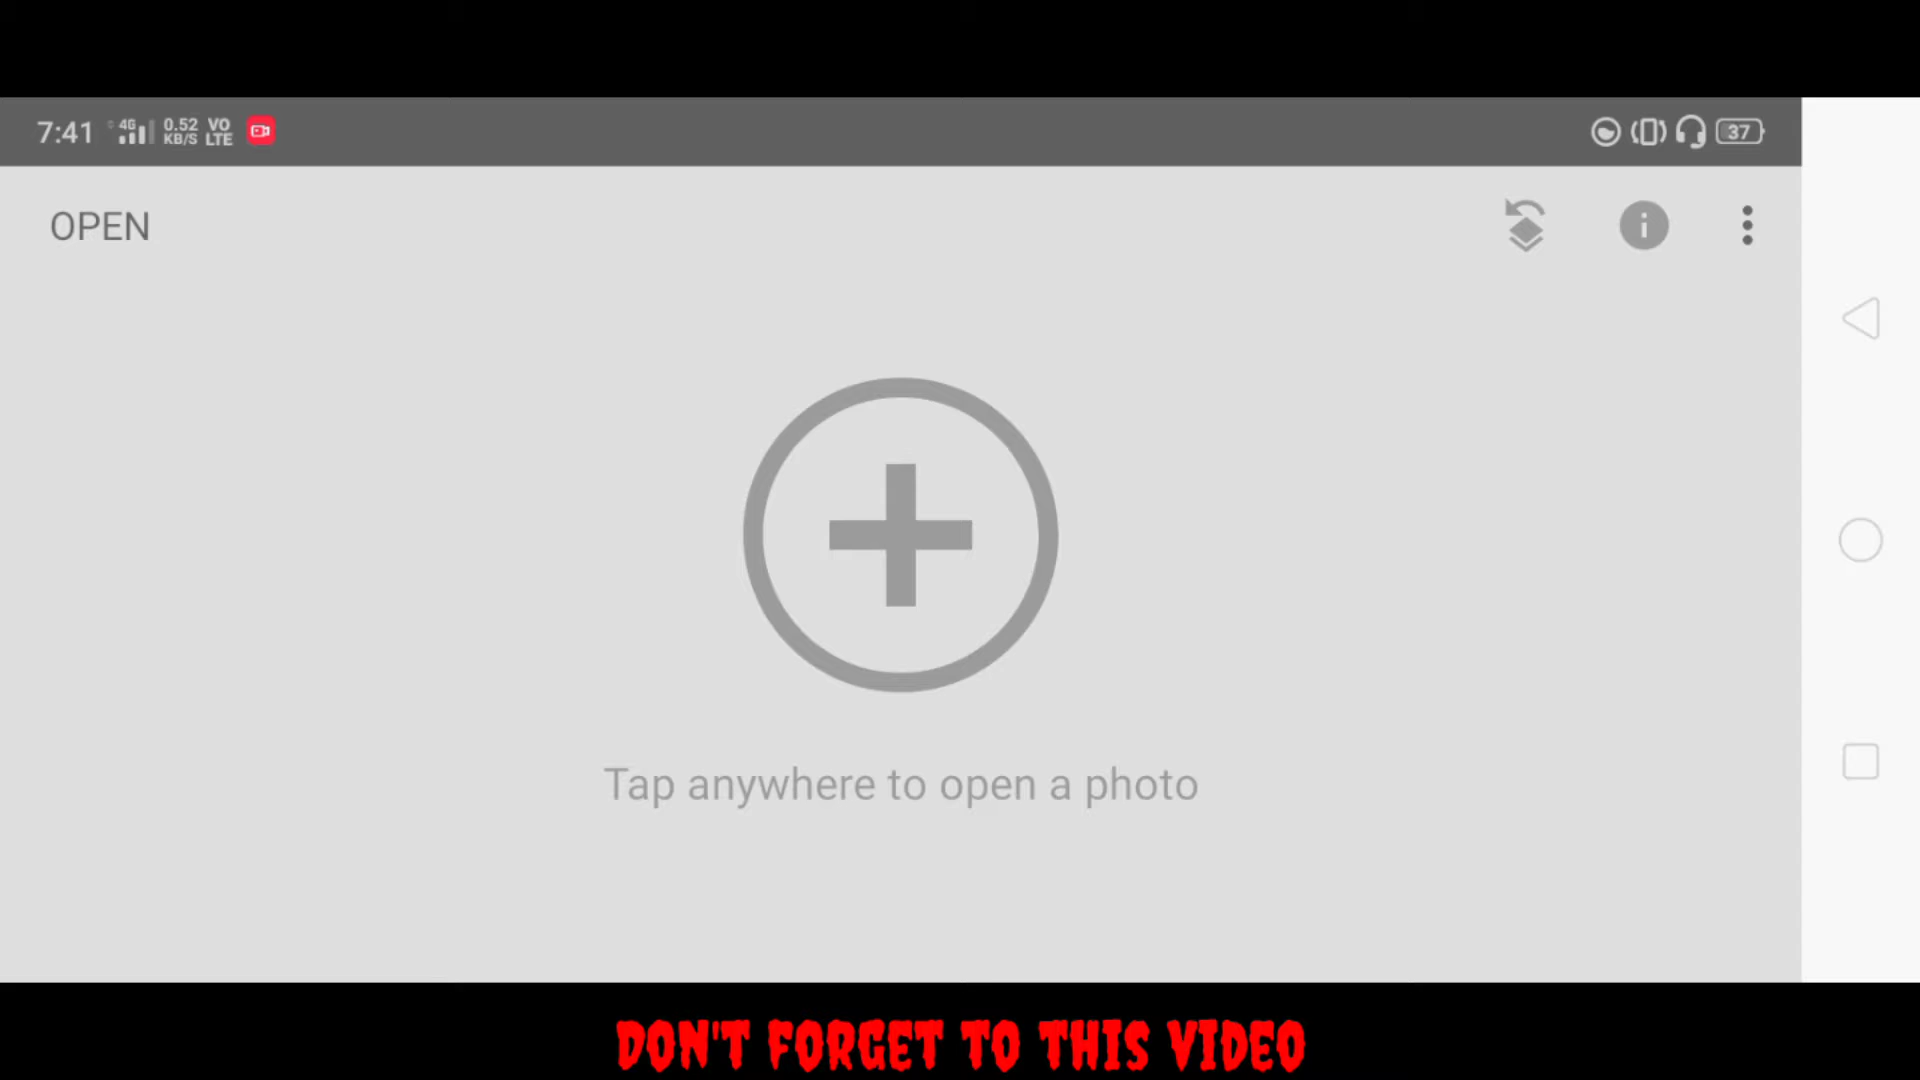 7:41 4G 0.52 KB/S VO LTE 37
OPEN
Tap anywhere to open a photo
DON'T FORGET TO THIS VIDEO